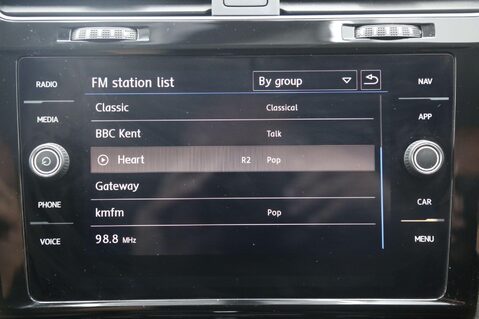 RADIO
MEDIA
PHONE
VOICE
FM station list
By group
Classic Classical
BBC Kent Talk
Heart R2 Pop
Gateway
kmfm Pop
98.8 MHz
NAV
APP
CAR
MENU